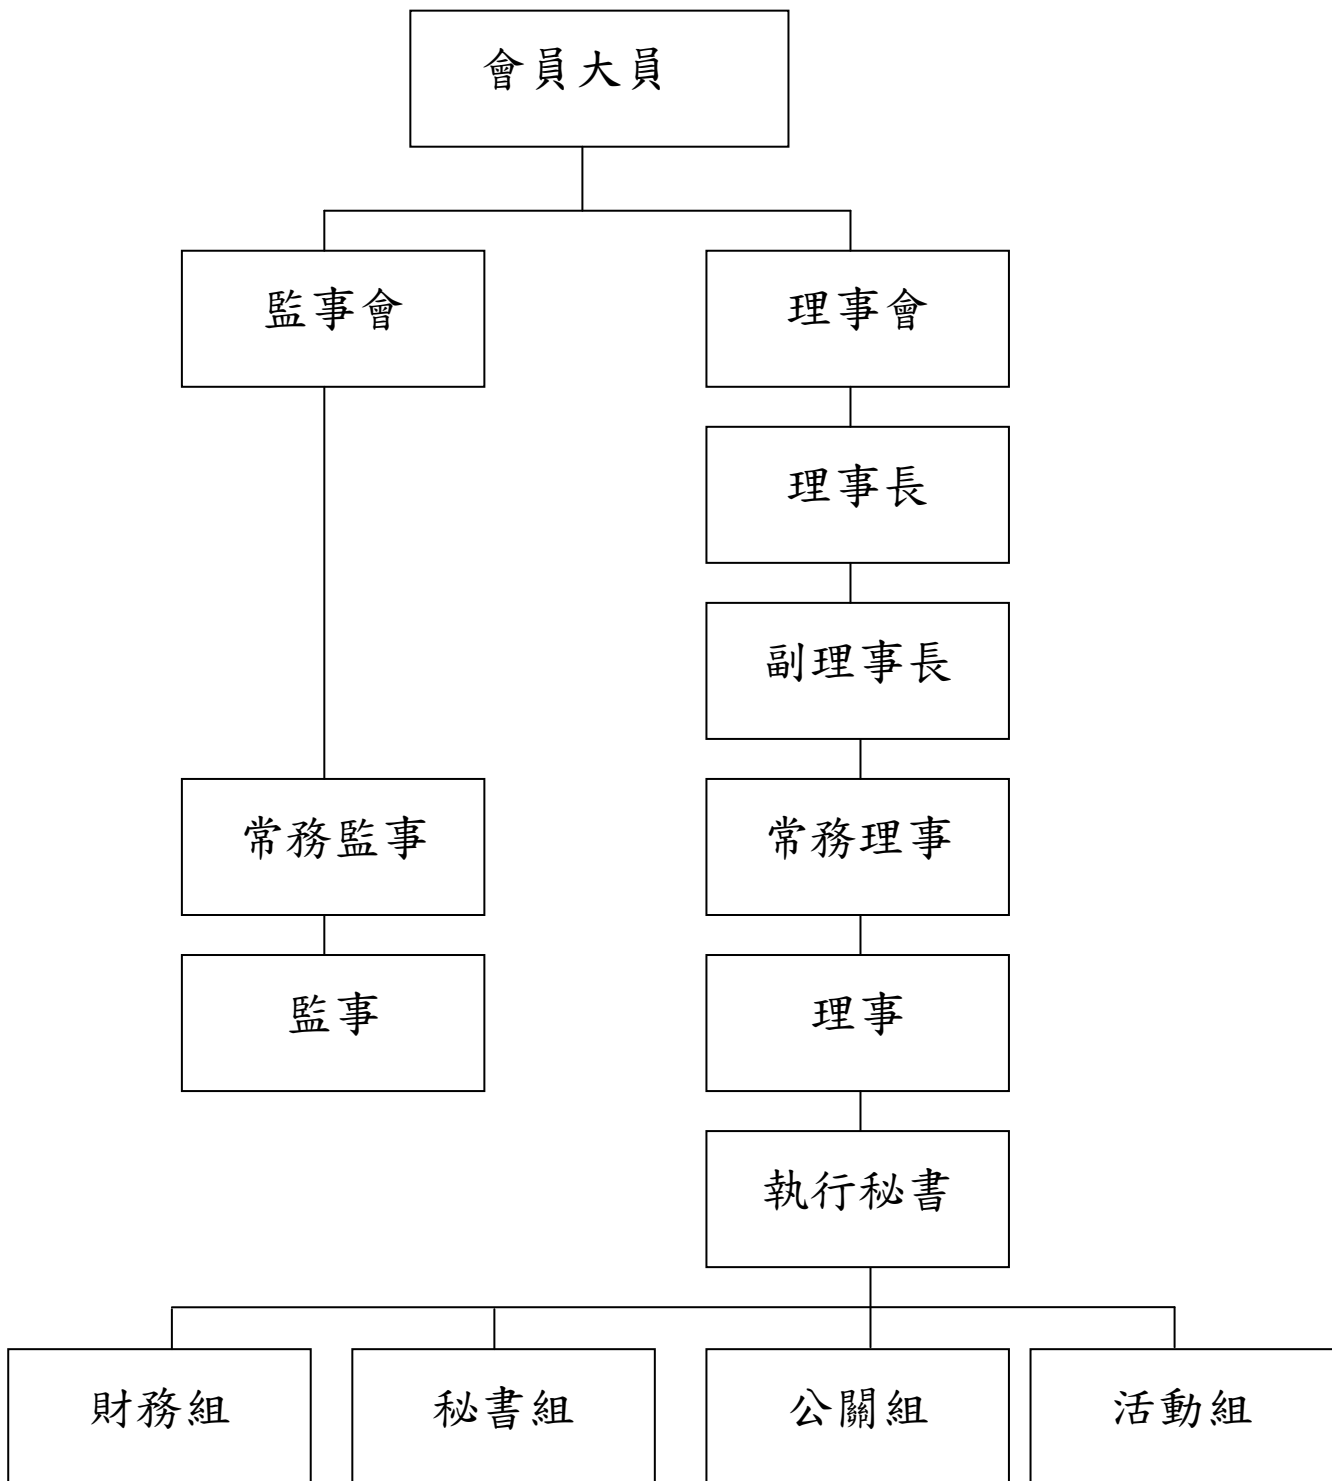 會員大員
監事會
理事會
理事長
副理事長
常務監事
常務理事
監事
理事
執行秘書
財務組
秘書組
公關組
活動組